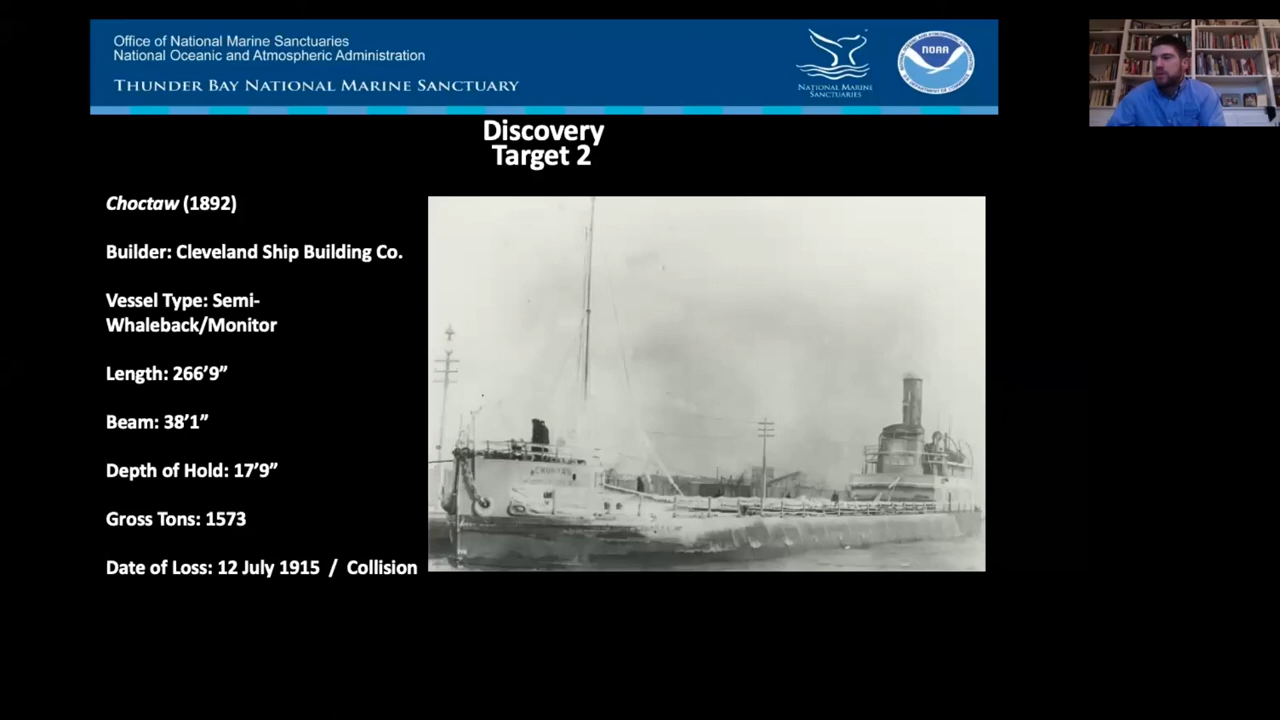 Office of National Marine Sanctuaries
National Oceanic and Atmospheric Administration
THUNDER BAY NATIONAL MARINE SANCTUARY
NATIONAL MARINE
SANCTUARIES
NOAA
Discovery
Target 2
Choctaw (1892)
Builder: Cleveland Ship Building Co.
Vessel Type: Semi-
Whaleback/Monitor
Length: 266’9”
Beam: 38’1”
Depth of Hold: 17’9”
Gross Tons: 1573
Date of Loss: 12 July 1915 / Collision